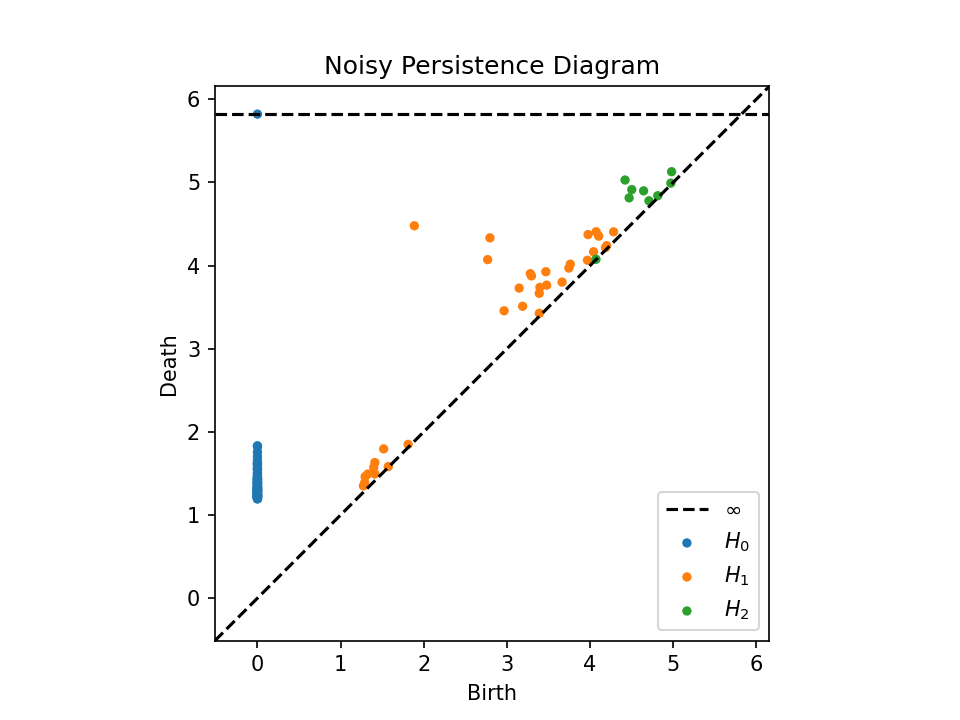 Noisy Persistence Diagram
Death
6
5
4
3
2
1
0
0 1 2 3 4 5 6
Birth
∞
H₀
H₁
H₂